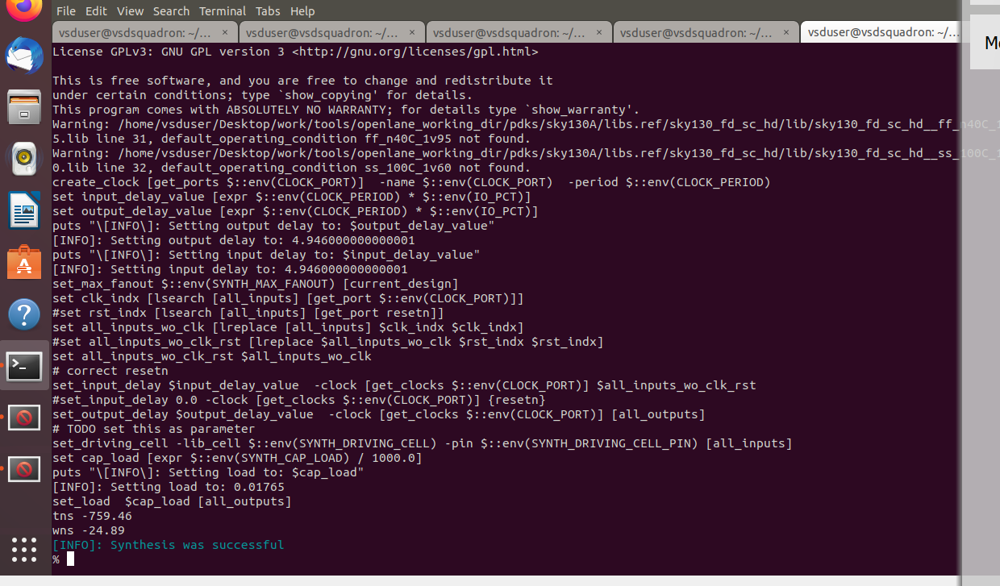 File Edit View Search Terminal Tabs Help
vsduser@vsdsquadron: ~/... × vsduser@vsdsquadron: ~/... × vsduser@vsdsquadron: ~/... × vsduser@vsdsquadron: ~/... × vsduser@vsdsquadron: ~/...
License GPLv3: GNU GPL version 3 <http://gnu.org/licenses/gpl.html>
This is free software, and you are free to change and redistribute it
under certain conditions; type `show_copying' for details.
This program comes with ABSOLUTELY NO WARRANTY; for details type `show_warranty'.
Warning: /home/vsduser/Desktop/work/tools/openlane_working_dir/pdks/sky130A/libs.ref/sky130_fd_sc_hd/lib/sky130_fd_sc_hd__ff_n40C_1
5.lib line 31, default_operating_condition ff_n40C_1v95 not found.
Warning: /home/vsduser/Desktop/work/tools/openlane_working_dir/pdks/sky130A/libs.ref/sky130_fd_sc_hd/lib/sky130_fd_sc_hd__ss_100C_1
0.lib line 32, default_operating_condition ss_100C_1v60 not found.
create_clock [get_ports $::env(CLOCK_PORT)]  -name $::env(CLOCK_PORT)  -period $::env(CLOCK_PERIOD)
set input_delay_value [expr $::env(CLOCK_PERIOD) * $::env(IO_PCT)]
set output_delay_value [expr $::env(CLOCK_PERIOD) * $::env(IO_PCT)]
puts "\[INFO\]: Setting output delay to: $output_delay_value"
[INFO]: Setting output delay to: 4.946000000000001
puts "\[INFO\]: Setting input delay to: $input_delay_value"
[INFO]: Setting input delay to: 4.946000000000001
set_max_fanout $::env(SYNTH_MAX_FANOUT) [current_design]
set clk_indx [lsearch [all_inputs] [get_port $::env(CLOCK_PORT)]]
#set rst_indx [lsearch [all_inputs] [get_port resetn]]
set all_inputs_wo_clk [lreplace [all_inputs] $clk_indx $clk_indx]
#set all_inputs_wo_clk_rst [lreplace $all_inputs_wo_clk $rst_indx $rst_indx]
set all_inputs_wo_clk_rst $all_inputs_wo_clk
# correct resetn
set_input_delay $input_delay_value  -clock [get_clocks $::env(CLOCK_PORT)] $all_inputs_wo_clk_rst
#set_input_delay 0.0 -clock [get_clocks $::env(CLOCK_PORT)] {resetn}
set_output_delay $output_delay_value  -clock [get_clocks $::env(CLOCK_PORT)] [all_outputs]
# TODO set this as parameter
set_driving_cell -lib_cell $::env(SYNTH_DRIVING_CELL) -pin $::env(SYNTH_DRIVING_CELL_PIN) [all_inputs]
set cap_load [expr $::env(SYNTH_CAP_LOAD) / 1000.0]
puts "\[INFO\]: Setting load to: $cap_load"
[INFO]: Setting load to: 0.01765
set_load  $cap_load [all_outputs]
tns -759.46
wns -24.89
[INFO]: Synthesis was successful
%